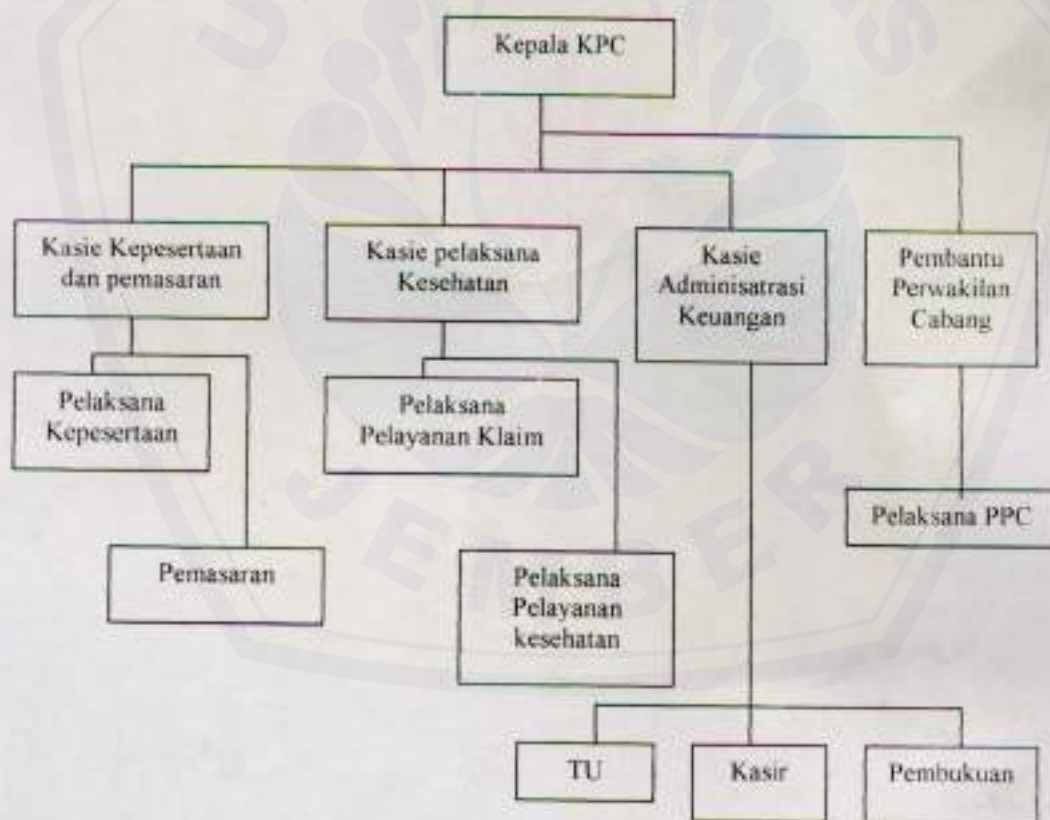 Kepala KPC
Kasie Kepesertaan
dan pemasaran
Kasie pelaksana
Kesehatan
Kasie
Adminisatrasi
Keuangan
Pembantu
Perwakilan
Cabang
Pelaksana
Kepesertaan
Pelaksana
Pelayanan Klaim
Pelaksana PPC
Pemasaran
Pelaksana
Pelayanan
kesehatan
TU
Kasir
Pembukuan
JEMBER